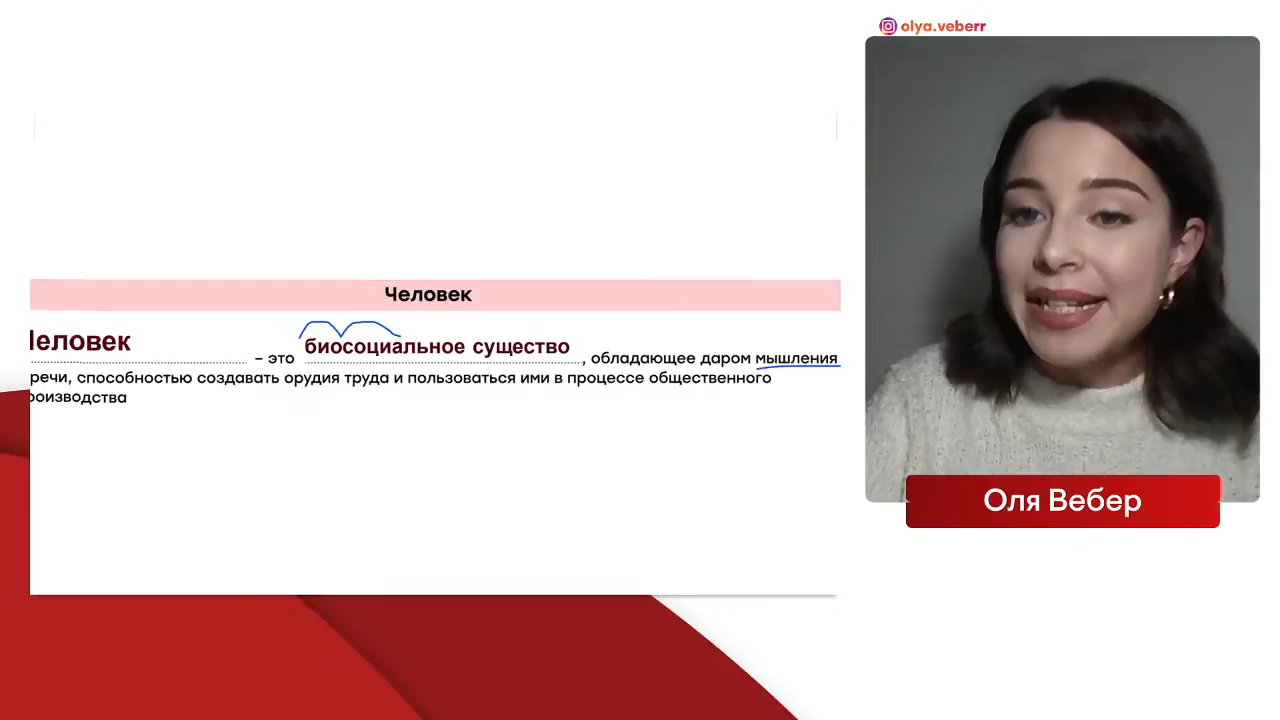 olya.veberr
Человек
Человек – это биосоциальное существо, обладающее даром мышления
речи, способностью создавать орудия труда и пользоваться ими в процессе общественного
роизводства
Оля Вебер